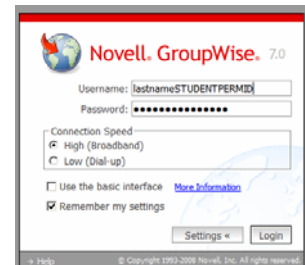 Novell. GroupWise. 7.0
Username: lastnameSTUDENTPERMID
Password: ●●●●●●●●●●●●●●●
Connection Speed
High (Broadband)
Low (Dial-up)
Use the basic interface More Information
Remember my settings
Settings « Login
→ Help © Copyright 1993-2008 Novell, Inc. All rights reserved.